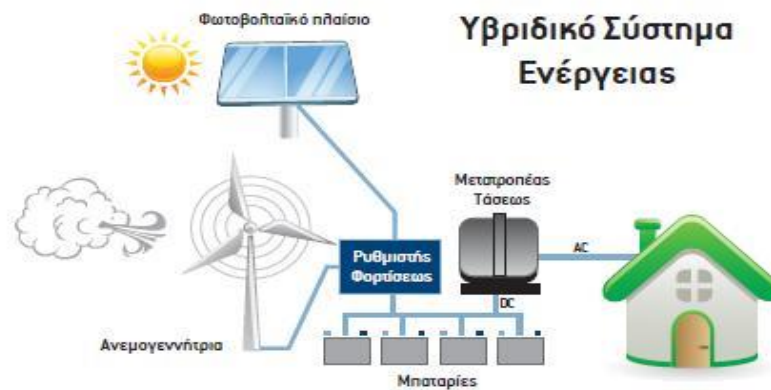 Φωτοβολταϊκό πλαίσιο
Υβριδικό Σύστημα
Ενέργειας
Μετατροπέας
Τάσεως
AC
Ρυθμιστής
Φορτίσεως
DC
Ανεμογεννήτρια
Μπαταρίες